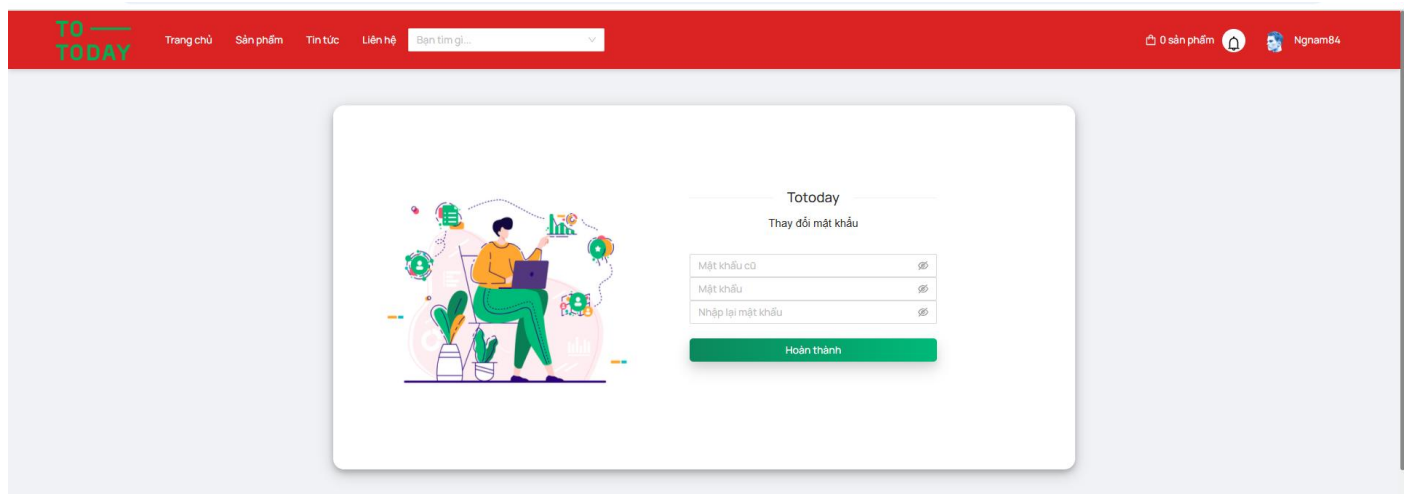 TO
TODAY
Trang chủ Sản phẩm Tin tức Liên hệ Bạn tìm gì... 0 sản phẩm Ngnam84
Totoday
Thay đổi mật khẩu
Mật khẩu cũ
Mật khẩu
Nhập lại mật khẩu
Hoàn thành